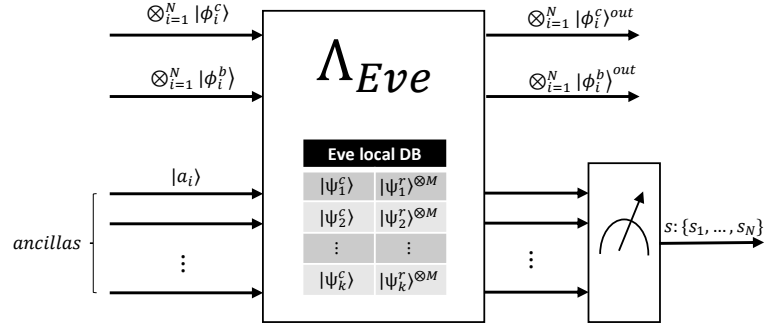 ⊗_{i=1}^{N} |ϕ_i^c⟩
⊗_{i=1}^{N} |ϕ_i^c⟩^{out}
Λ_{Eve}
⊗_{i=1}^{N} |ϕ_i^b⟩
⊗_{i=1}^{N} |ϕ_i^b⟩^{out}
Eve local DB
|a_i⟩
|ψ_1^c⟩ |ψ_1^r⟩^{⊗M}
|ψ_2^c⟩ |ψ_2^r⟩^{⊗M}
s:{s_1, …, s_N}
ancillas
⋮ ⋮ ⋮ ⋮
|ψ_k^c⟩ |ψ_k^r⟩^{⊗M}